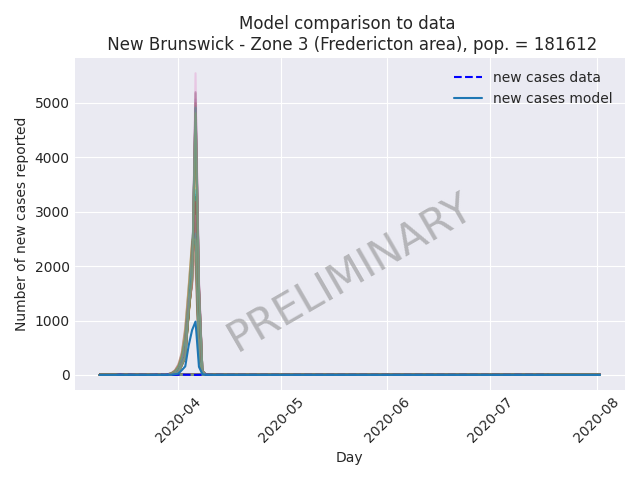 Model comparison to data
New Brunswick - Zone 3 (Fredericton area), pop. = 181612
new cases data
new cases model
Number of new cases reported
5000
4000
3000
2000
1000
0
PRELIMINARY
2020-04
2020-05
2020-06
2020-07
2020-08
Day